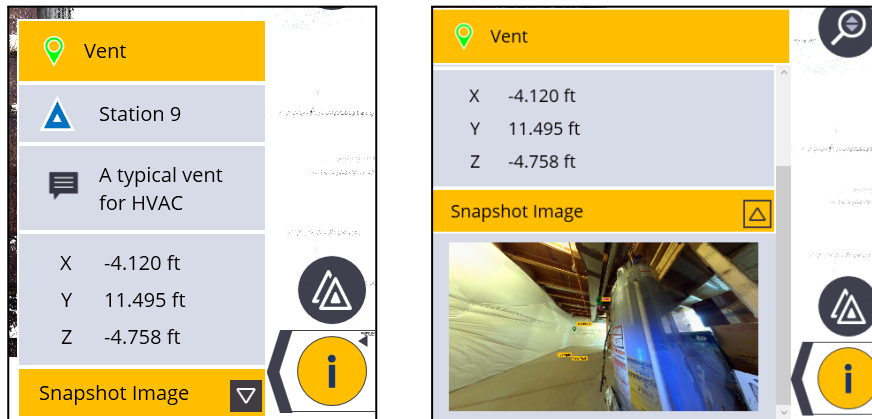 Vent
Station 9
A typical vent
for HVAC
X -4.120 ft
Y 11.495 ft
Z -4.758 ft
Snapshot Image
i
Vent
X -4.120 ft
Y 11.495 ft
Z -4.758 ft
Snapshot Image
i